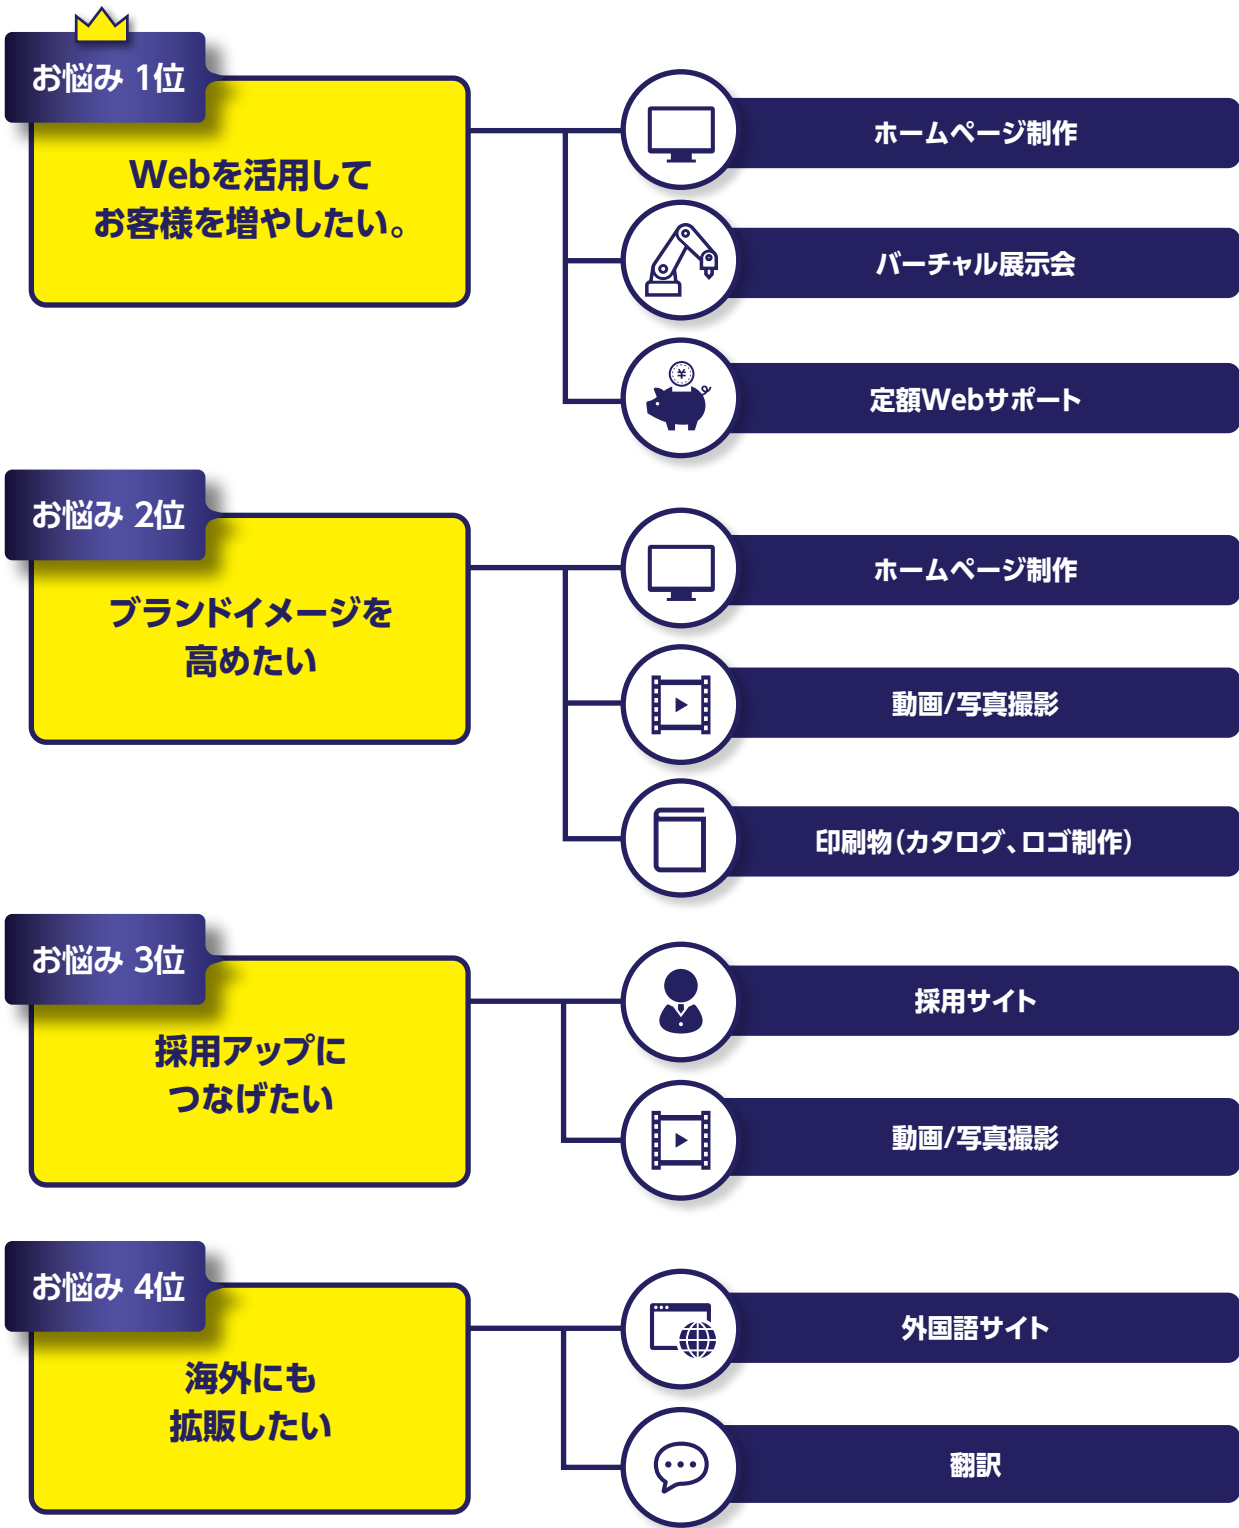 お悩み 1位
Webを活用して
お客様を増やしたい。
ホームページ制作
バーチャル展示会
¥
定額Webサポート
お悩み 2位
ブランドイメージを
高めたい
ホームページ制作
動画/写真撮影
印刷物（カタログ、ロゴ制作）
お悩み 3位
採用アップに
つなげたい
採用サイト
動画/写真撮影
お悩み 4位
海外にも
拡販したい
外国語サイト
翻訳